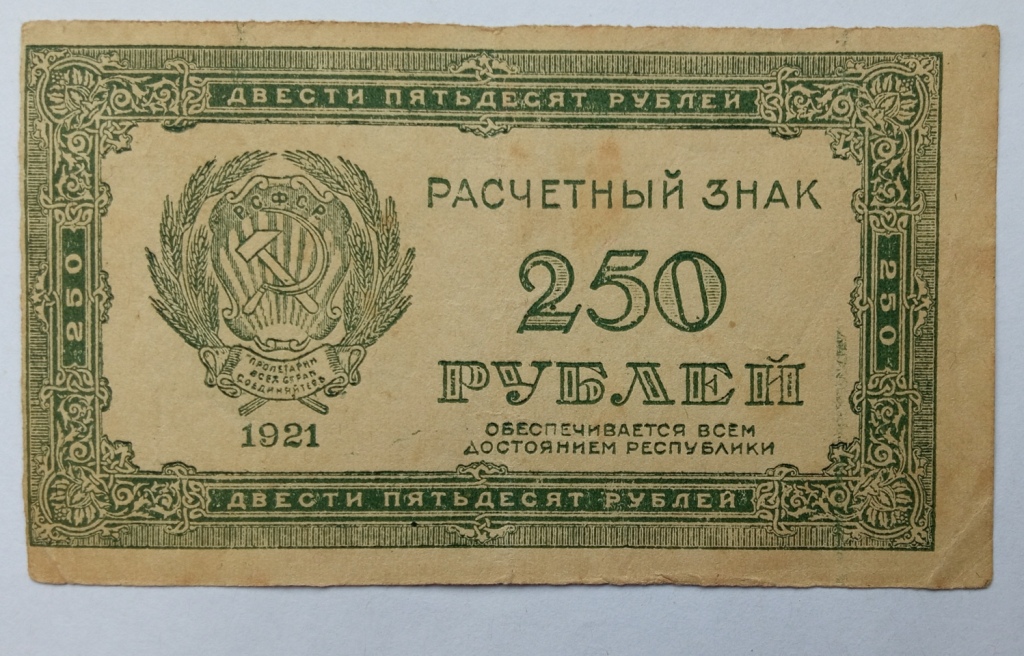 ДВЕСТИ ПЯТЬДЕСЯТ РУБЛЕЙ
РАСЧЕТНЫЙ ЗНАК
РСФСР
250
250
250
РУБЛЕЙ
ПРОЛЕТАРИИ
ВСЕХ СТРАН
СОЕДИНЯЙТЕСЬ
1921
ОБЕСПЕЧИВАЕТСЯ ВСЕМ
ДОСТОЯНИЕМ РЕСПУБЛИКИ
ДВЕСТИ ПЯТЬДЕСЯТ РУБЛЕЙ